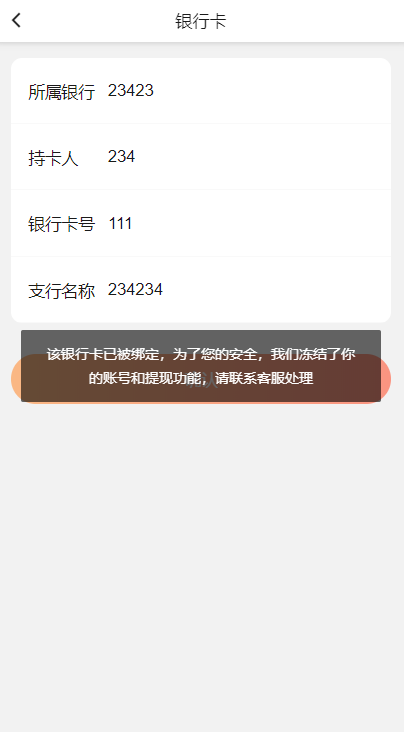 银行卡
所属银行 23423
持卡人 234
银行卡号 111
支行名称 234234
该银行卡已被绑定，为了您的安全，我们冻结了你
的账号和提现功能，请联系客服处理